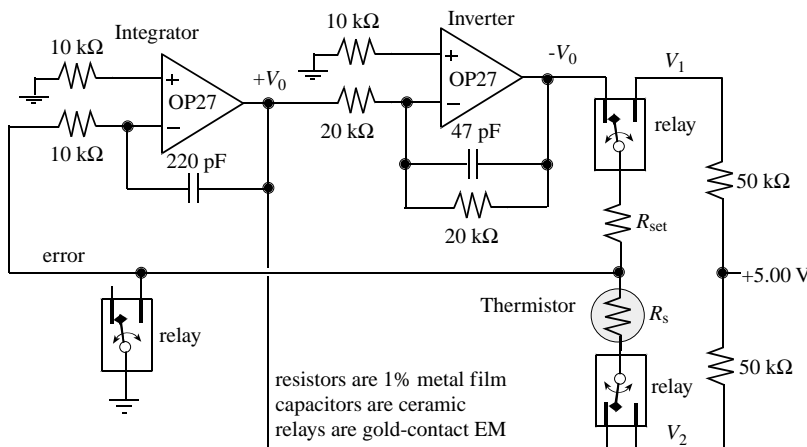 Integrator
Inverter
10 kΩ
10 kΩ
+V0
-V0
V1
OP27
OP27
+
−
+
−
10 kΩ
20 kΩ
relay
220 pF
47 pF
50 kΩ
20 kΩ
Rset
error
+5.00 V
Thermistor
Rs
relay
relay
50 kΩ
resistors are 1% metal film
capacitors are ceramic
relays are gold-contact EM
V2